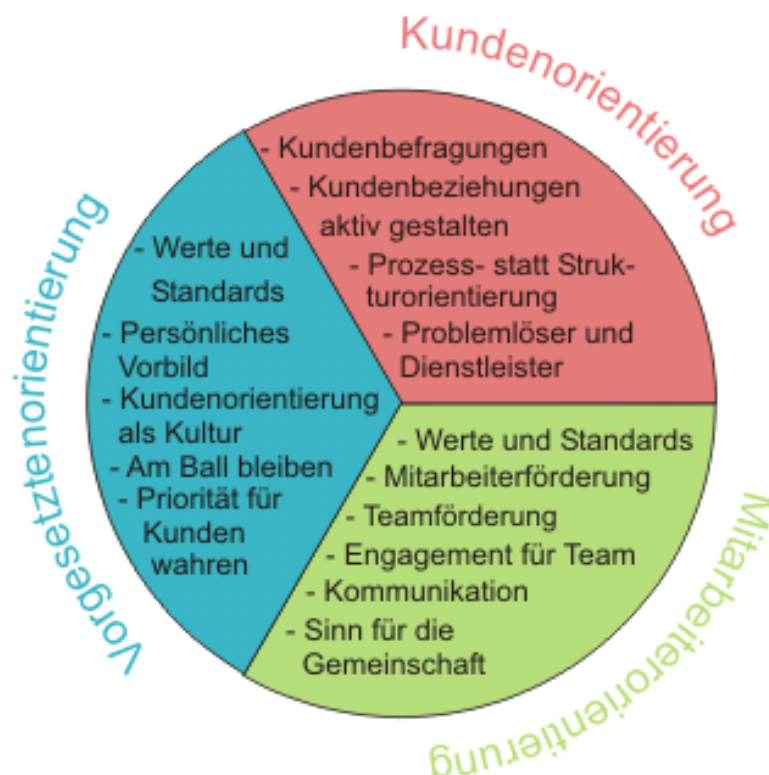 Kundenorientierung
- Kundenbefragungen
- Kundenbeziehungen
aktiv gestalten
- Prozess- statt Struk-
turorientierung
- Problemlöser und
Dienstleister
Vorgesetztenorientierung
- Werte und
Standards
- Persönliches
Vorbild
- Kundenorientierung
als Kultur
- Am Ball bleiben
- Priorität für
Kunden
wahren
Mitarbeiterorientierung
- Werte und Standards
- Mitarbeiterförderung
- Teamförderung
- Engagement für Team
- Kommunikation
- Sinn für die
Gemeinschaft